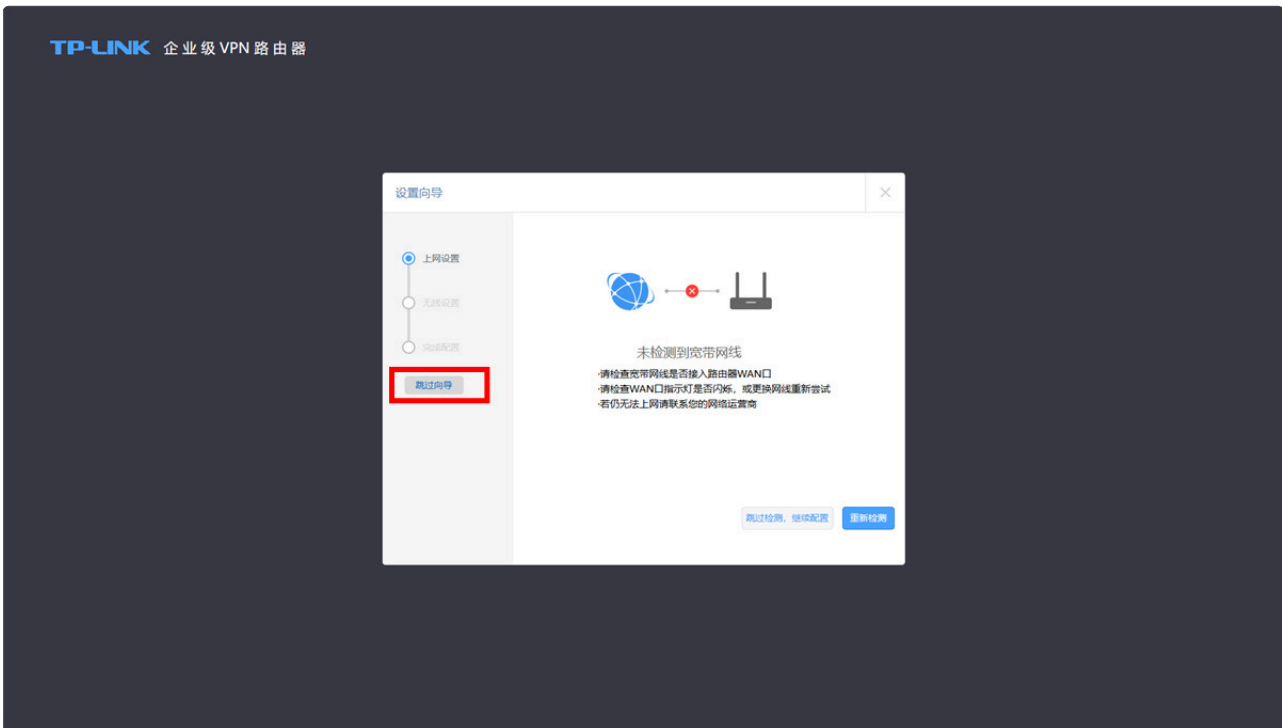 TP-LINK 企业级VPN路由器
设置向导
上网设置
无线设置
完成配置
跳过向导
未检测到宽带网线
·请检查宽带网线是否接入路由器WAN口
·请检查WAN口指示灯是否闪烁，或更换网线重新尝试
·若仍无法上网请联系您的网络运营商
跳过检测，继续配置
重新检测